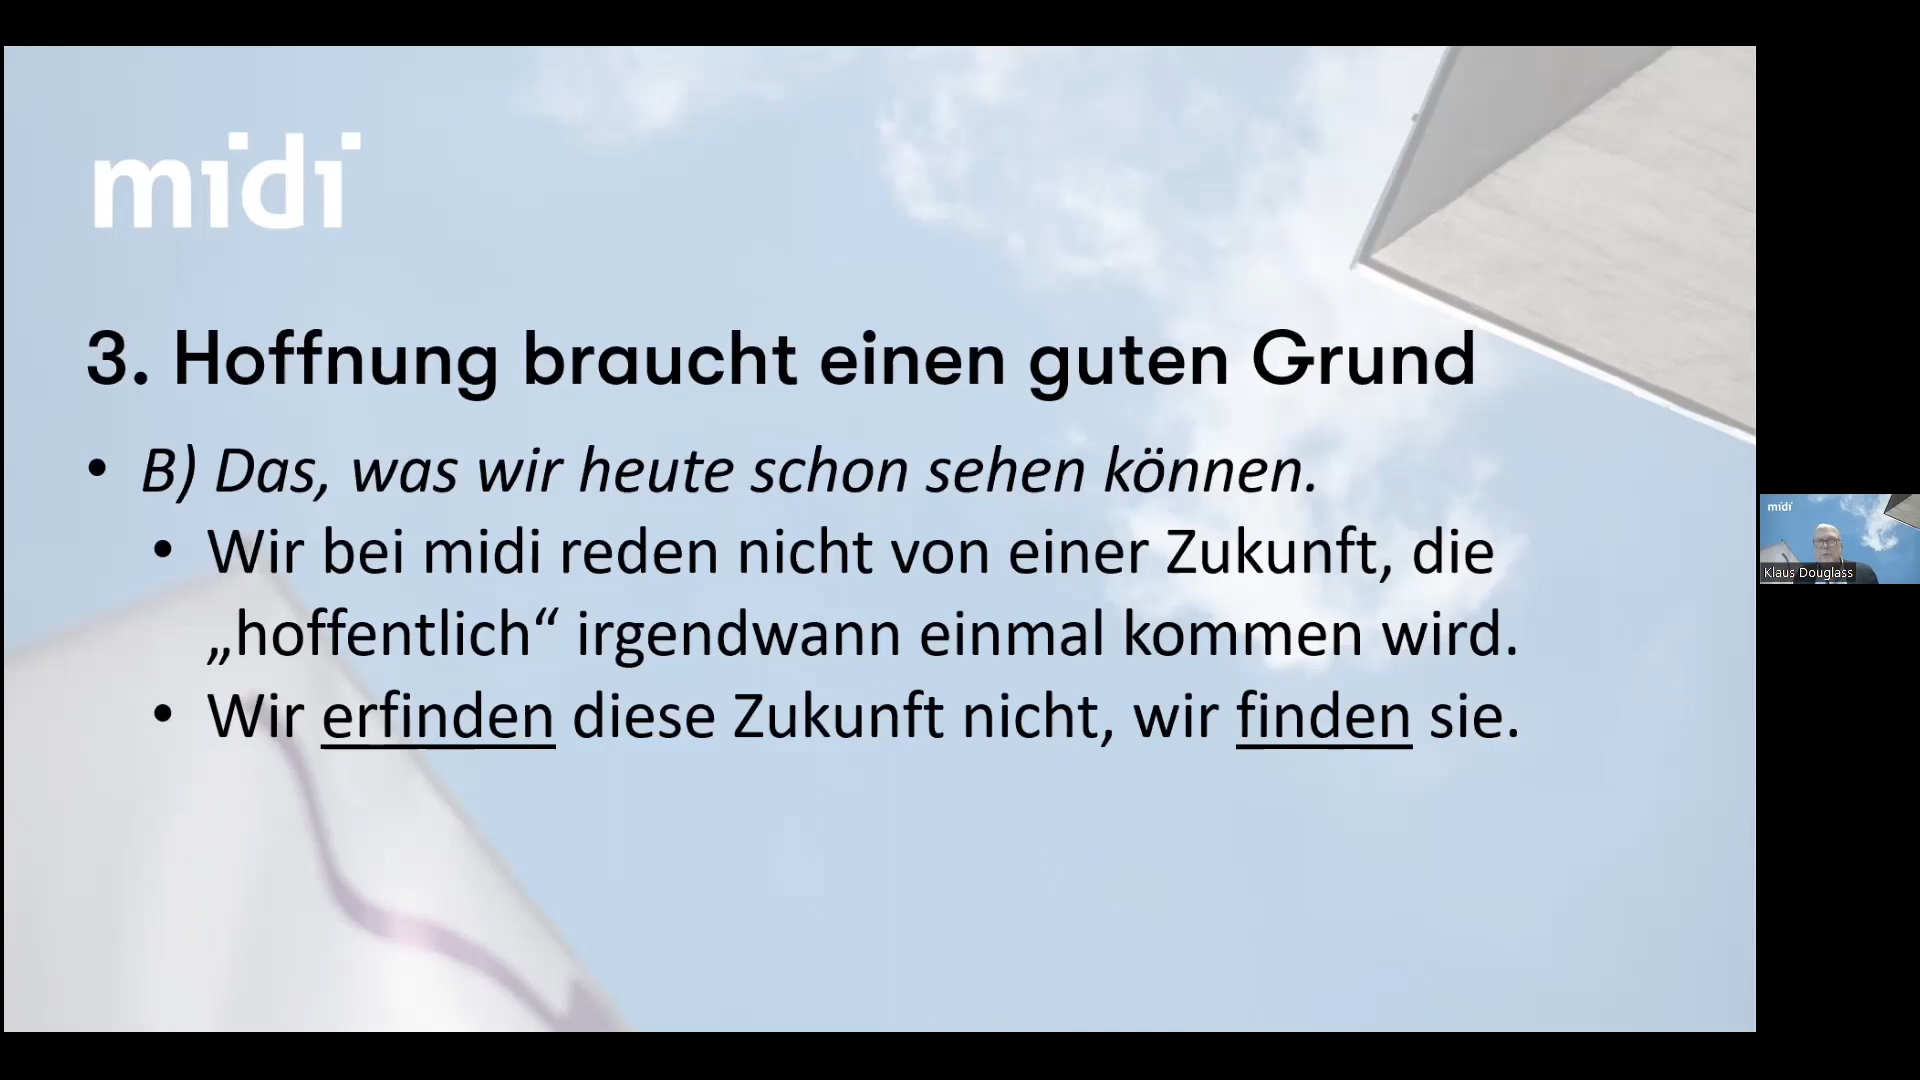 midi
3. Hoffnung braucht einen guten Grund
• B) Das, was wir heute schon sehen können.
• Wir bei midi reden nicht von einer Zukunft, die
„hoffentlich“ irgendwann einmal kommen wird.
• Wir erfinden diese Zukunft nicht, wir finden sie.
midi
Klaus Douglass